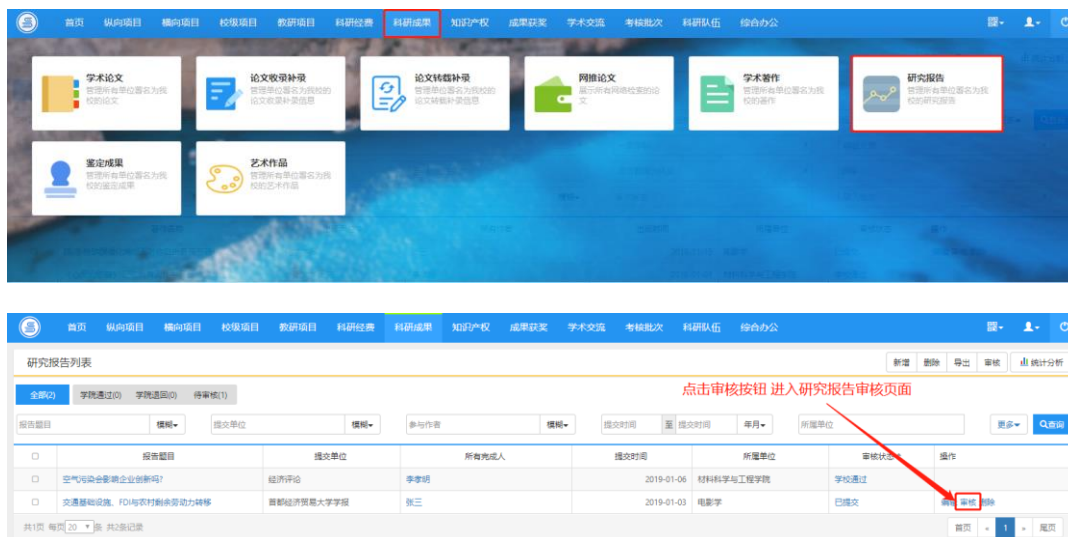 首页 纵向项目 横向项目 校级项目 教研项目 科研经费 科研成果 知识产权 成果获奖 学术交流 考核批次 科研队伍 综合办公
学术论文
管理所有单位署名为我
校的论文
论文收录补录
管理单位署名为我校的
论文收录补录信息
论文转载补录
管理单位署名为我校的
论文转载补录信息
网推论文
展示所有网络检索的论
文
学术著作
管理所有单位署名为我
校的著作
研究报告
管理所有单位署名为我
校的研究报告
鉴定成果
管理所有单位署名为我
校的鉴定成果
艺术作品
管理所有单位署名为我
校的艺术作品
首页 纵向项目 横向项目 校级项目 教研项目 科研经费 科研成果 知识产权 成果获奖 学术交流 考核批次 科研队伍 综合办公
研究报告列表 新增 删除 导出 审核 统计分析
全部(2) 学院通过(0) 学院退回(0) 待审核(1)
点击审核按钮 进入研究报告审核页面
报告题目 模糊 提交单位 模糊 参与作者 模糊 提交时间 至 提交时间 年月 所属单位 更多 查询
报告题目 提交单位 所有完成人 提交时间 所属单位 审核状态 操作
空气污染会影响企业创新吗? 经济评论 李孝明 2019-01-06 材料科学与工程学院 学校通过
交通基础设施、FDI与农村剩余劳动力转移 首都经济贸易大学学报 张三 2019-01-03 电影学 已提交 编辑 审核 删除
共1页 每页 20 条 共2条记录 首页 « 1 » 尾页